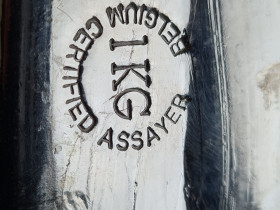 BELGIUM CERTIFIED ASSAYER
1 KG